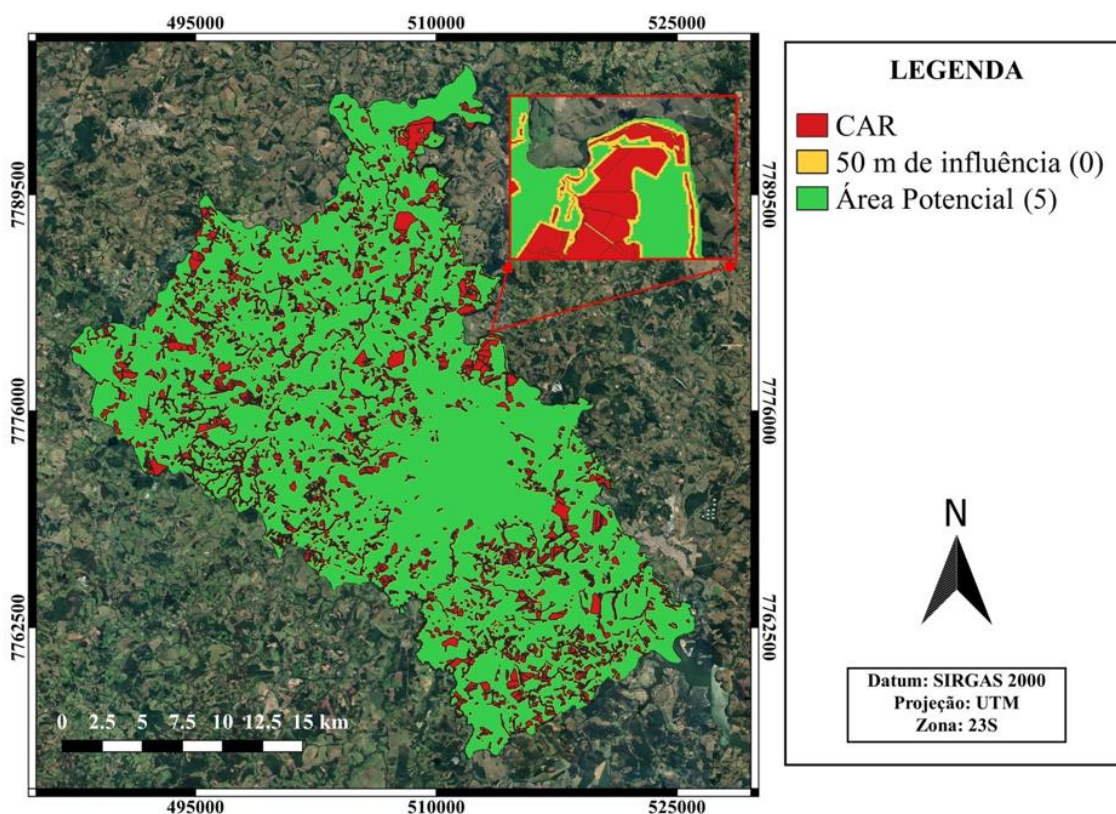 495000 510000 525000
7789500
7776000
7762500
7789500
7776000
7762500
0 2.5 5 7.5 10 12.5 15 km
495000 510000 525000
LEGENDA
CAR
50 m de influência (0)
Área Potencial (5)
N
Datum: SIRGAS 2000
Projeção: UTM
Zona: 23S